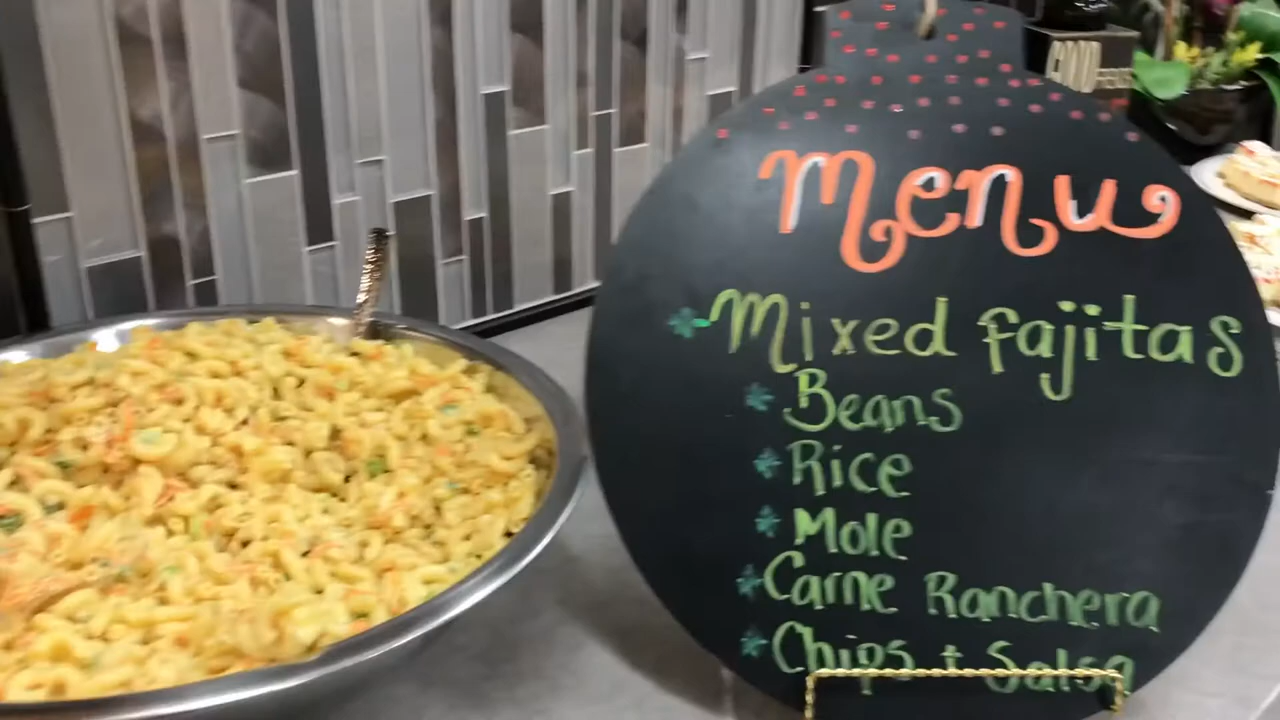 Menu
Mixed fajitas
Beans
Rice
Mole
Carne Ranchera
Chips + Salsa